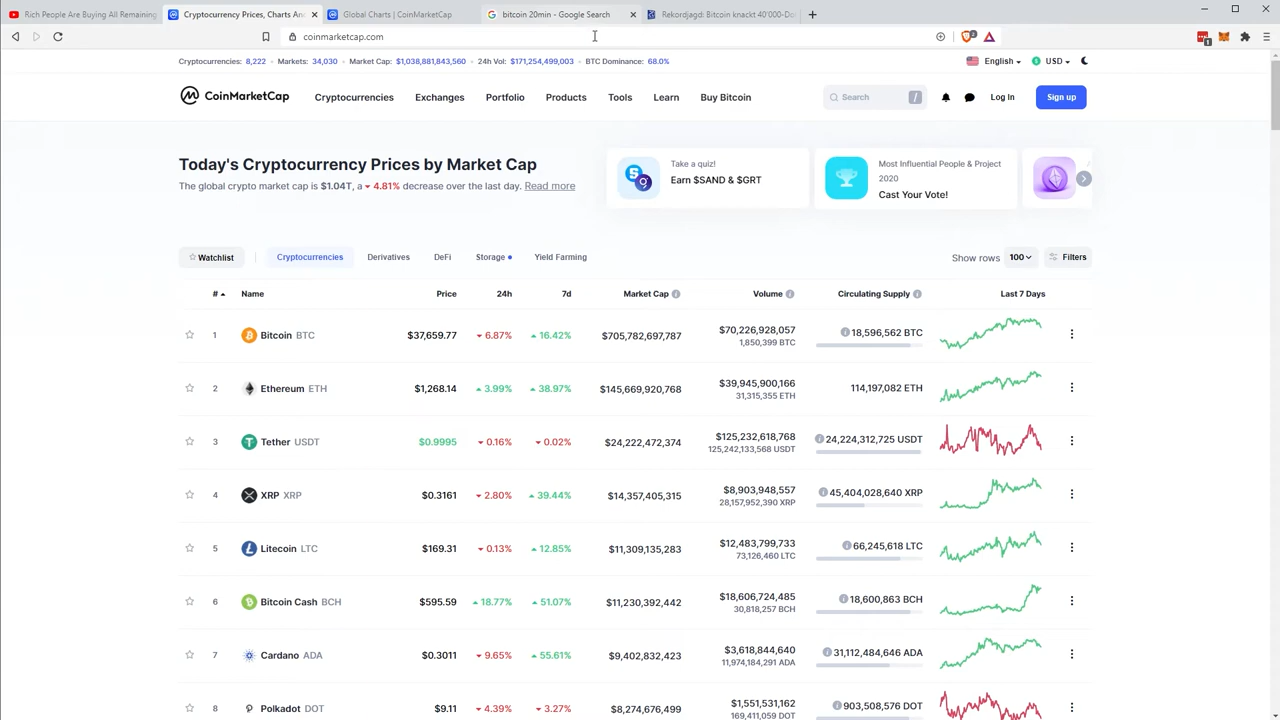 Rich People Are Buying All Remaining
Cryptocurrency Prices, Charts An
Global Charts | CoinMarketCap
bitcoin 20min - Google Search
Rekordjagd: Bitcoin knackt 40'000-Do
coinmarketcap.com
Cryptocurrencies: 8,222 Markets: 34,030 Market Cap: $1,038,881,843,560 24h Vol: $171,254,499,003 BTC Dominance: 68.0%
English USD
CoinMarketCap Cryptocurrencies Exchanges Portfolio Products Tools Learn Buy Bitcoin Search / Log In Sign up
Today's Cryptocurrency Prices by Market Cap
The global crypto market cap is $1.04T, a 4.81% decrease over the last day. Read more
Take a quiz!
Earn $SAND & $GRT
Most Influential People & Project
2020
Cast Your Vote!
Watchlist Cryptocurrencies Derivatives DeFi Storage Yield Farming Show rows 100 Filters
# Name Price 24h 7d Market Cap Volume Circulating Supply Last 7 Days
1 Bitcoin BTC $37,659.77 6.87% 16.42% $705,782,697,787 $70,226,928,057 18,596,562 BTC
1,850,399 BTC
2 Ethereum ETH $1,268.14 3.99% 38.97% $145,669,920,768 $39,945,900,166 114,197,082 ETH
31,315,355 ETH
3 Tether USDT $0.9995 0.16% 0.02% $24,222,472,374 $125,232,618,768 24,224,312,725 USDT
125,242,133,568 USDT
4 XRP XRP $0.3161 2.80% 39.44% $14,357,405,315 $8,903,948,557 45,404,028,640 XRP
28,157,952,390 XRP
5 Litecoin LTC $169.31 0.13% 12.85% $11,309,135,283 $12,483,799,733 66,245,618 LTC
73,126,460 LTC
6 Bitcoin Cash BCH $595.59 18.77% 51.07% $11,230,392,442 $18,606,724,485 18,600,863 BCH
30,818,257 BCH
7 Cardano ADA $0.3011 9.65% 55.61% $9,402,832,423 $3,618,844,640 31,112,484,646 ADA
11,974,184,291 ADA
8 Polkadot DOT $9.11 4.39% 3.27% $8,274,676,499 $1,551,531,162 903,508,576 DOT
169,411,059 DOT